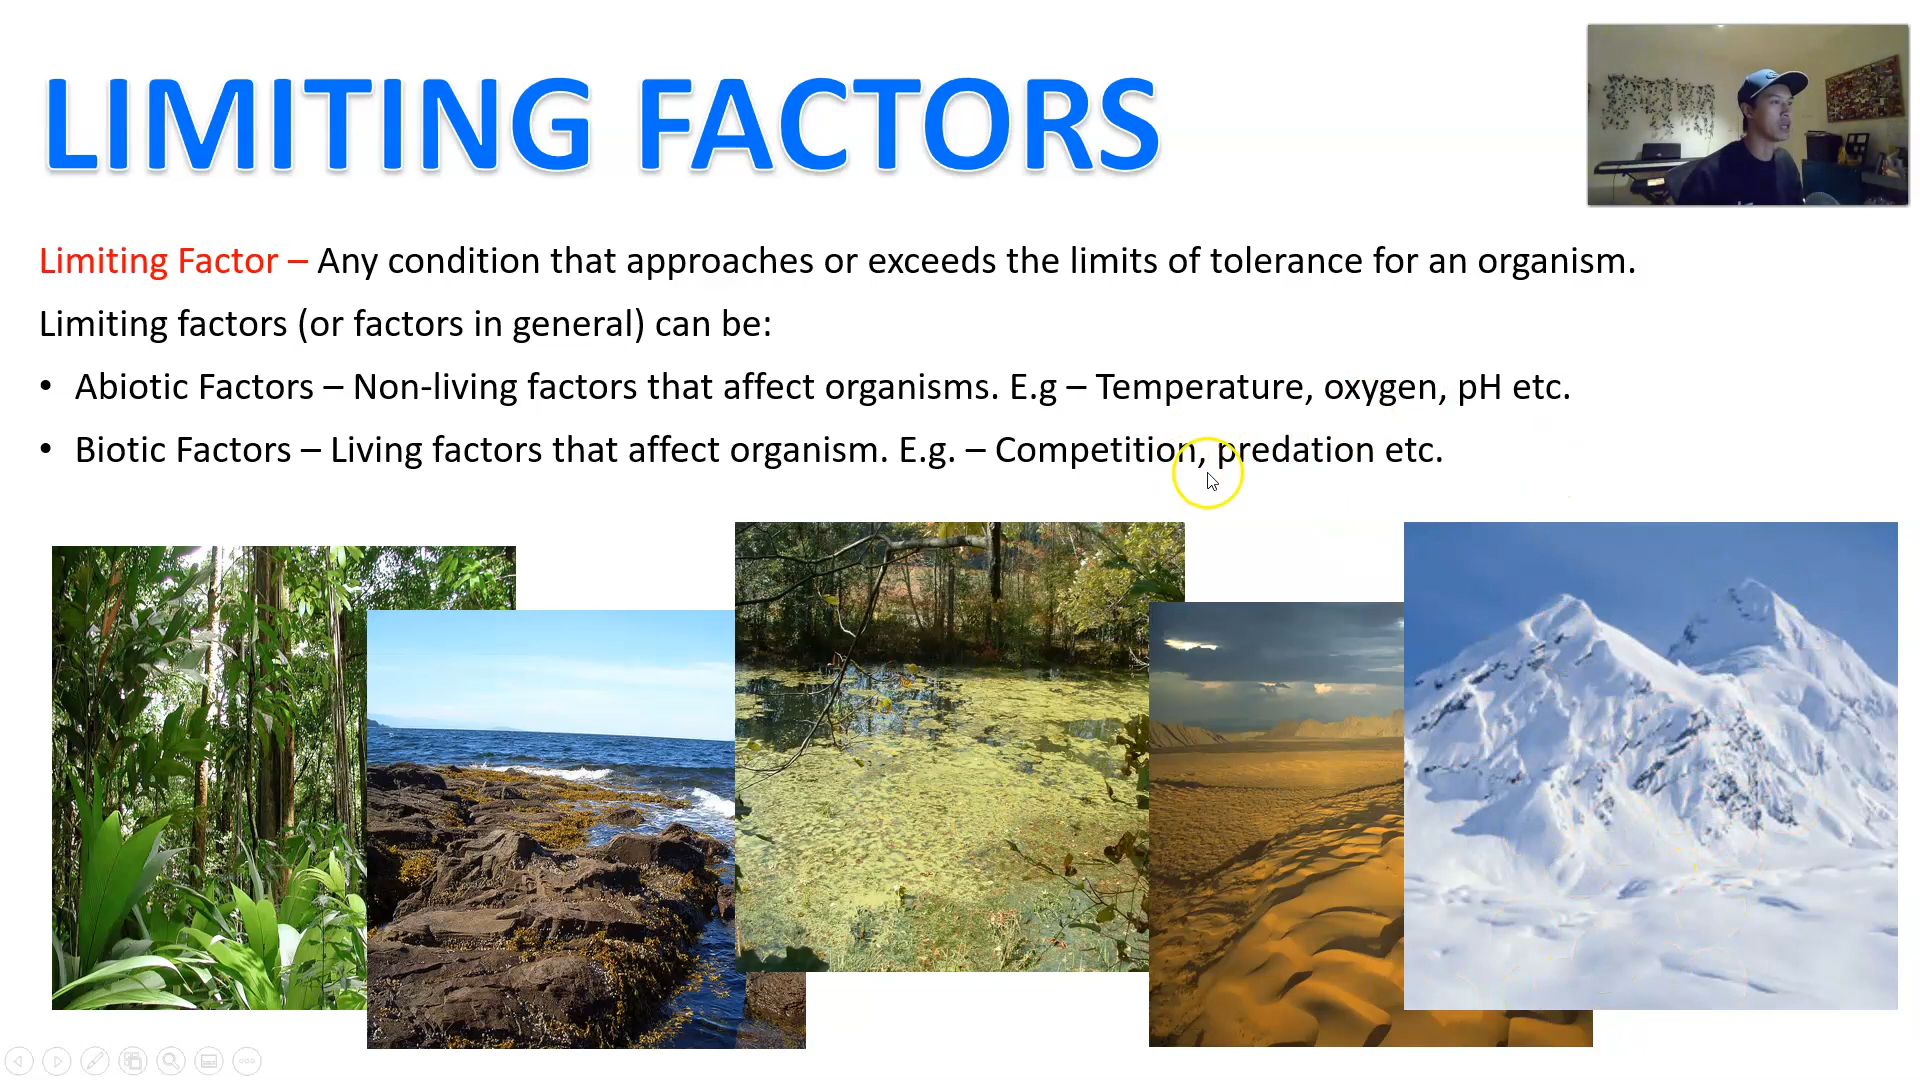 LIMITING FACTORS
Limiting Factor – Any condition that approaches or exceeds the limits of tolerance for an organism.
Limiting factors (or factors in general) can be:
• Abiotic Factors – Non-living factors that affect organisms. E.g – Temperature, oxygen, pH etc.
• Biotic Factors – Living factors that affect organism. E.g. – Competition, predation etc.